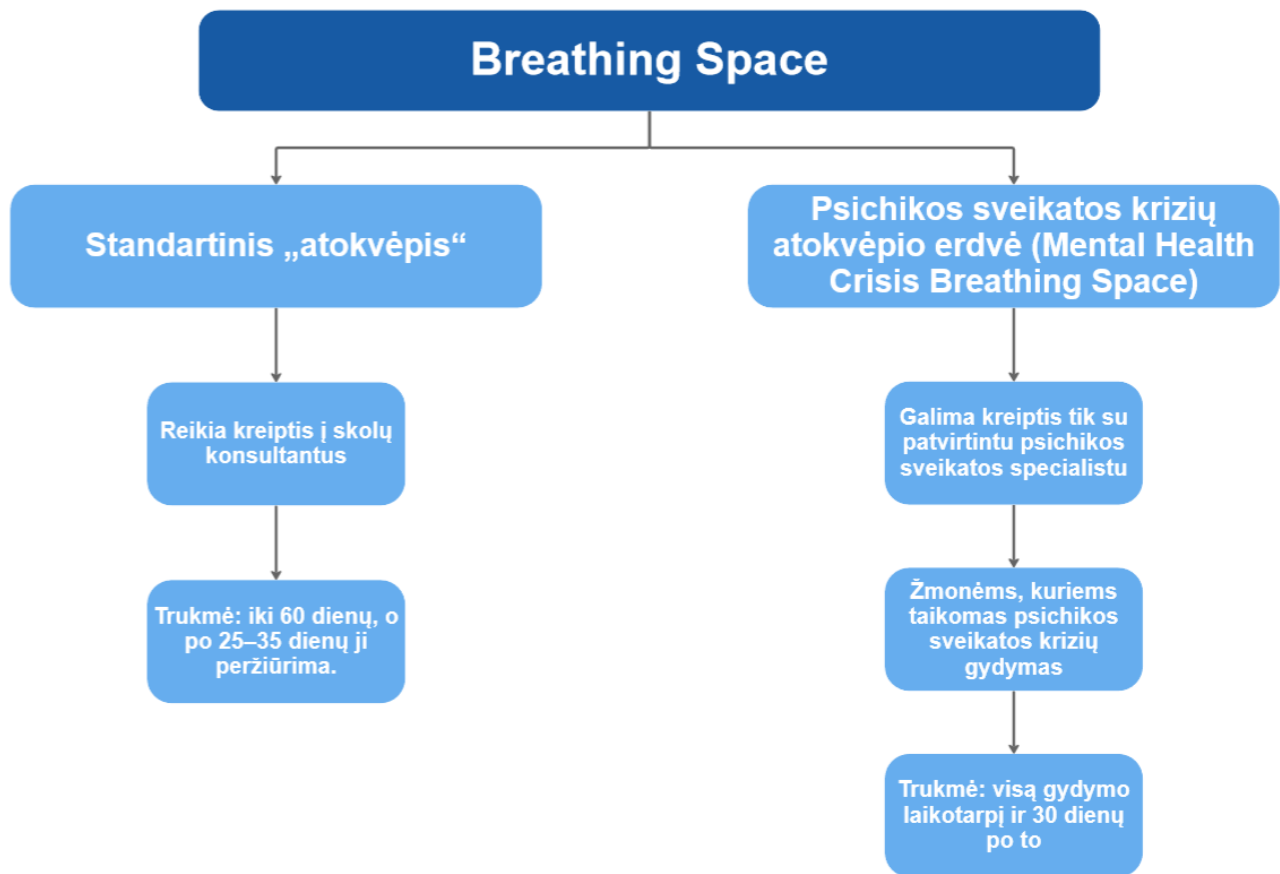 Breathing Space
Standartinis „atokvėpis“
Psichikos sveikatos krizių
atokvėpio erdvė (Mental Health
Crisis Breathing Space)
Reikia kreiptis į skolų
konsultantus
Trukmė: iki 60 dienų, o
po 25–35 dienų ji
peržiūrima.
Galima kreiptis tik su
patvirtintu psichikos
sveikatos specialistu
Žmonėms, kuriems
taikomas psichikos
sveikatos krizių
gydymas
Trukmė: visą gydymo
laikotarpį ir 30 dienų
po to